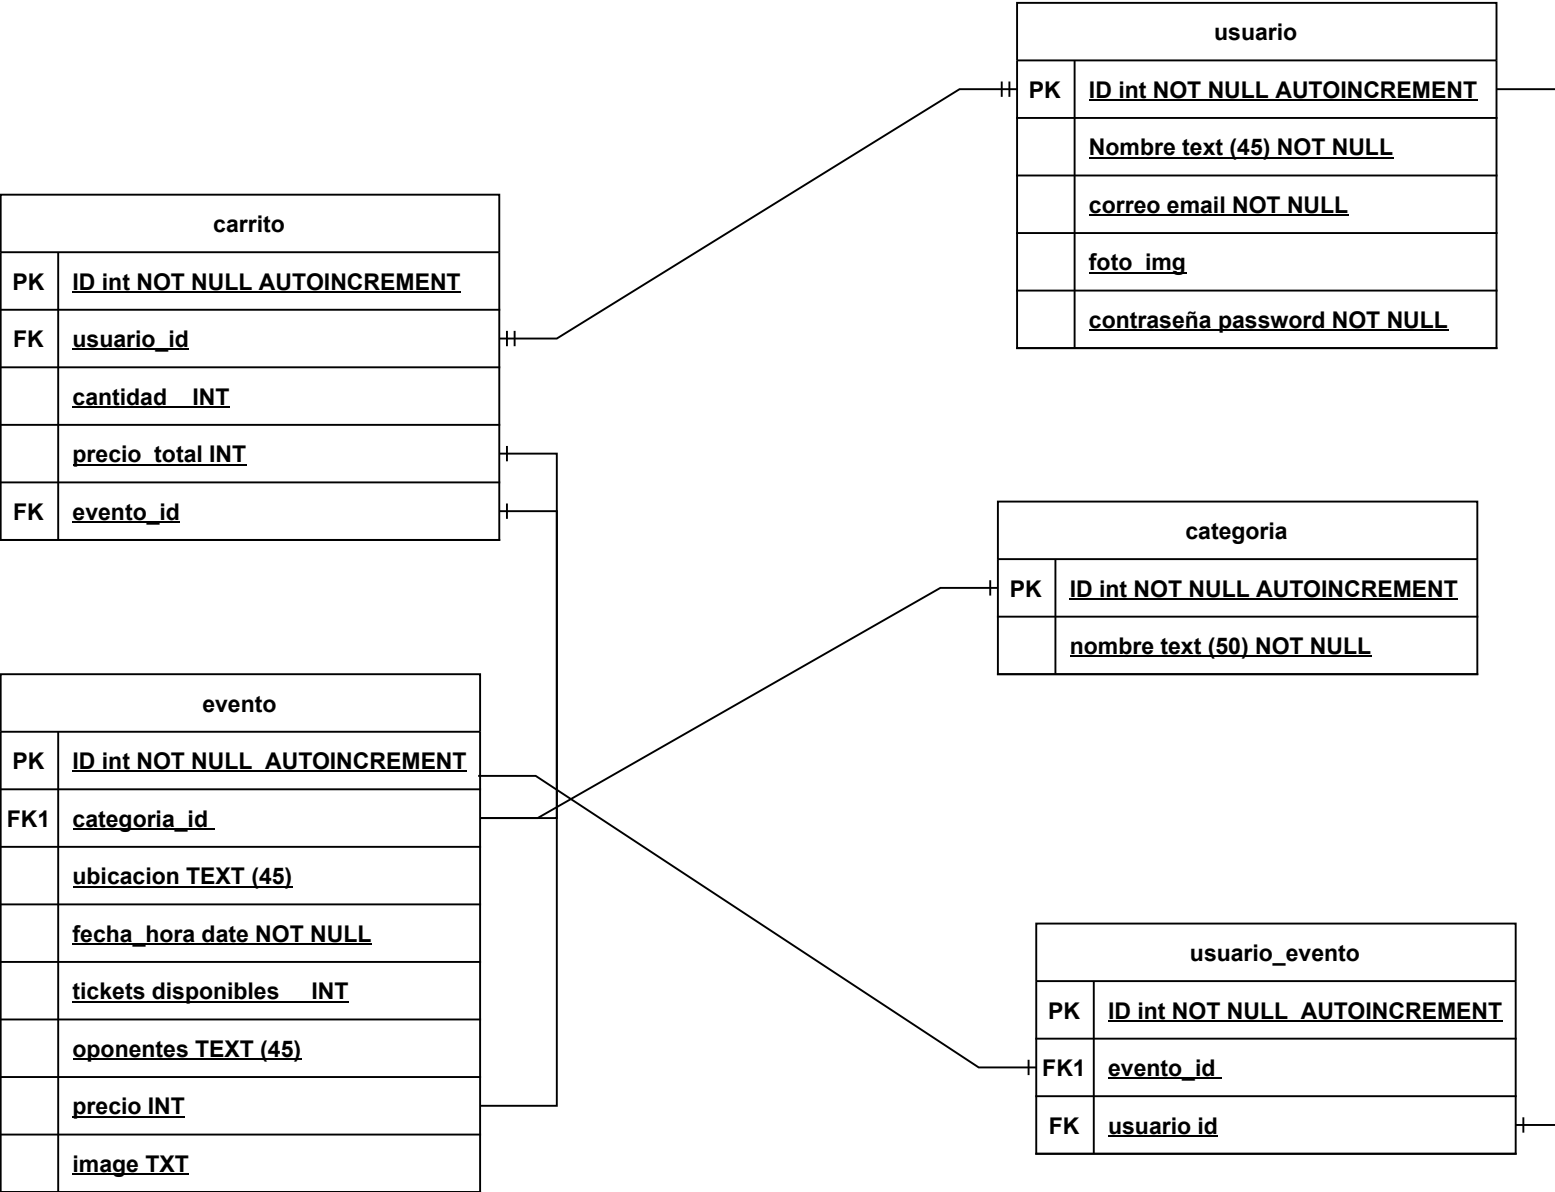 usuario
PK ID int NOT NULL AUTOINCREMENT
Nombre text (45) NOT NULL
correo email NOT NULL
foto_img
contraseña password NOT NULL
carrito
PK ID int NOT NULL AUTOINCREMENT
FK usuario_id
cantidad INT
precio_total INT
FK evento_id
categoria
PK ID int NOT NULL AUTOINCREMENT
nombre text (50) NOT NULL
evento
PK ID int NOT NULL AUTOINCREMENT
FK1 categoria_id
ubicacion TEXT (45)
fecha_hora date NOT NULL
tickets disponibles INT
oponentes TEXT (45)
precio INT
image TXT
usuario_evento
PK ID int NOT NULL AUTOINCREMENT
FK1 evento_id
FK usuario id